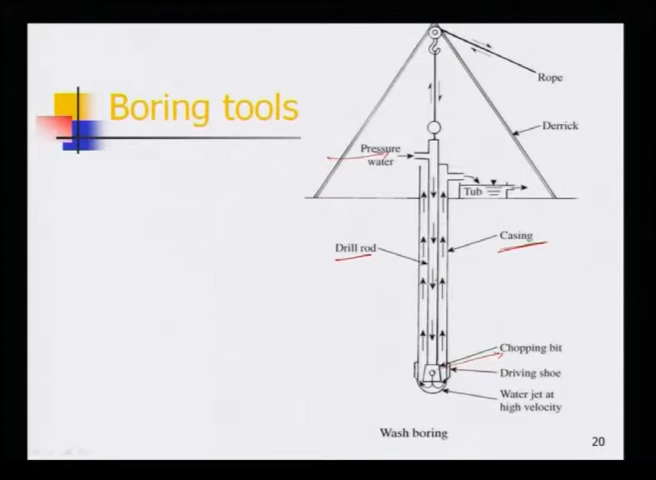 Boring tools
Rope
Derrick
Pressure
water
Tub
Casing
Drill rod
Chopping bit
Driving shoe
Water jet at
high velocity
Wash boring
20